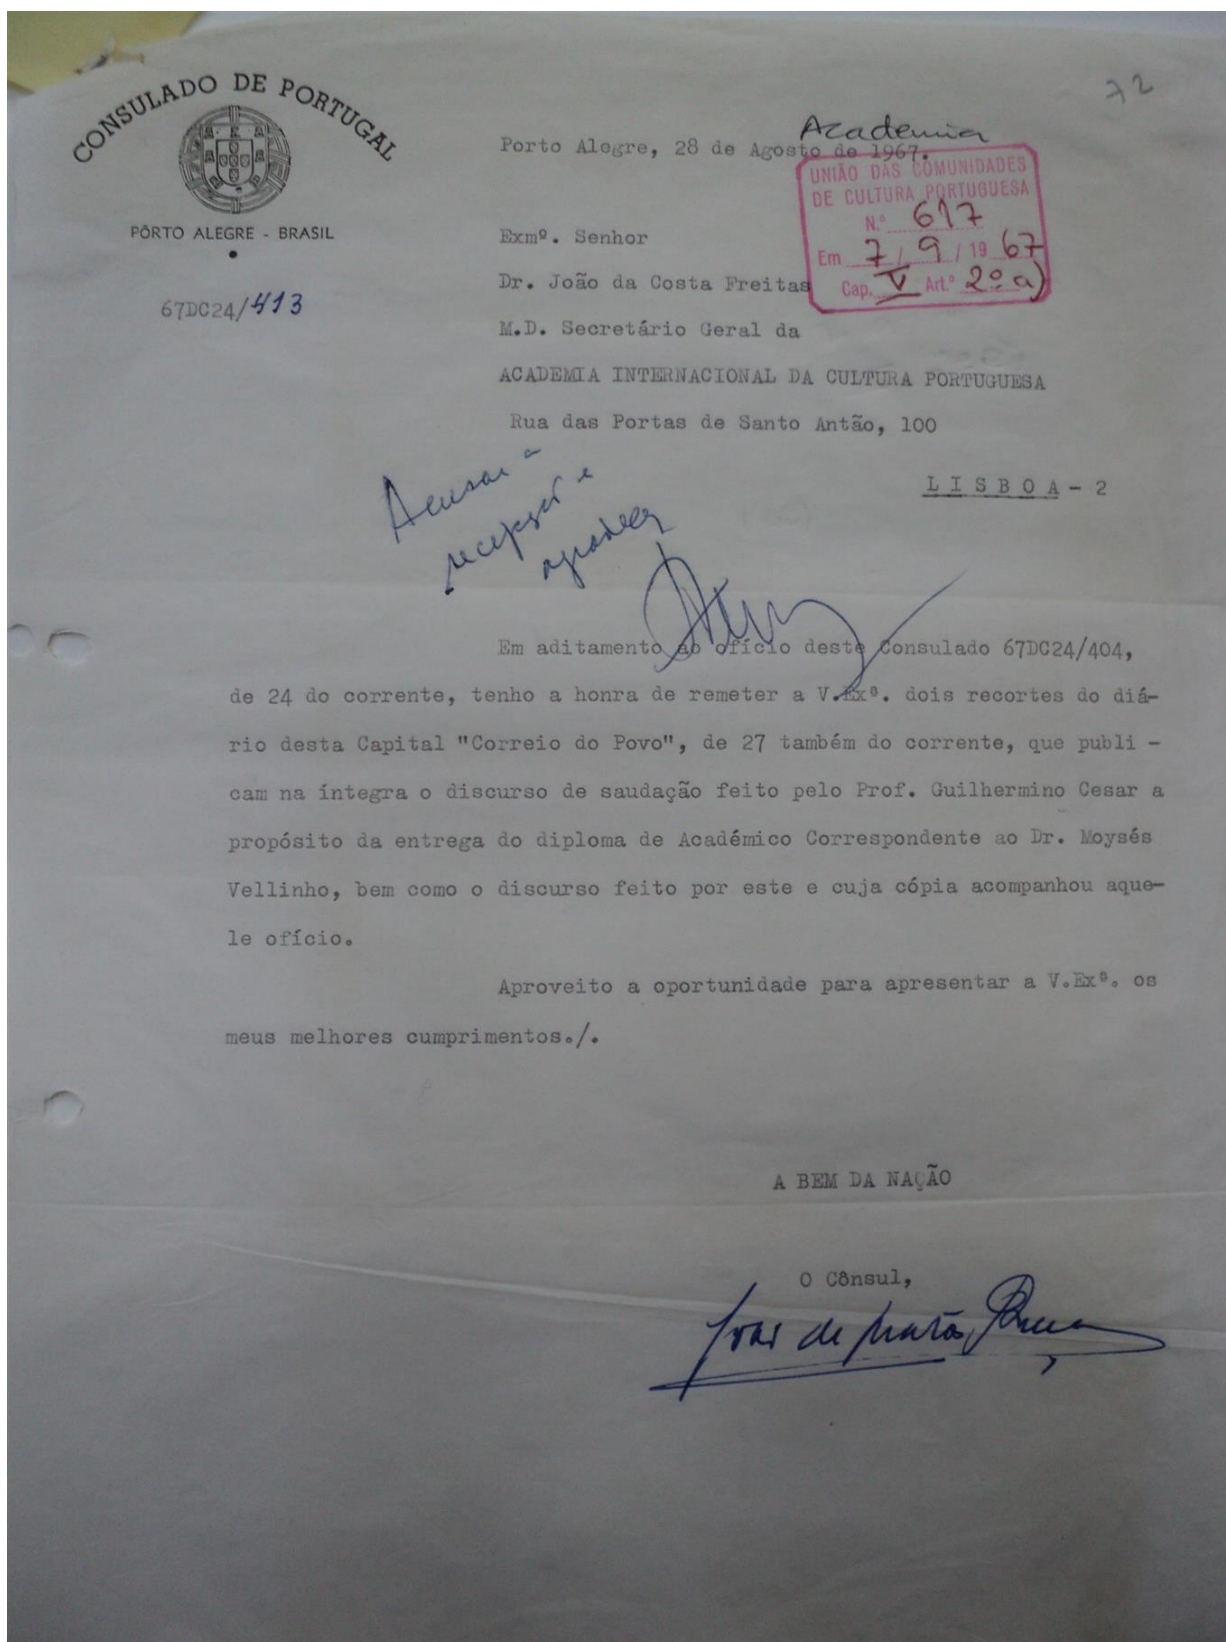 72
CONSULADO DE PORTUGAL
PÔRTO ALEGRE - BRASIL
67DC24/413
Academia
Porto Alegre, 28 de Agosto de 1967.
UNIÃO DAS COMUNIDADES
DE CULTURA PORTUGUESA
N.º 617
Em 7 / 9 / 19 67
Cap. V Art.º 2º a)
Exmº. Senhor
Dr. João da Costa Freitas
M.D. Secretário Geral da
ACADEMIA INTERNACIONAL DA CULTURA PORTUGUESA
Rua das Portas de Santo Antão, 100
L I S B O A - 2
Acusar a
recepção e
agradecer
Em aditamento ao ofício deste Consulado 67DC24/404,
de 24 do corrente, tenho a honra de remeter a V.Exª. dois recortes do diá-
rio desta Capital "Correio do Povo", de 27 também do corrente, que publi -
cam na íntegra o discurso de saudação feito pelo Prof. Guilhermino Cesar a
propósito da entrega do diploma de Académico Correspondente ao Dr. Moysés
Vellinho, bem como o discurso feito por este e cuja cópia acompanhou aque-
le ofício.
Aproveito a oportunidade para apresentar a V.Exª. os
meus melhores cumprimentos./.
A BEM DA NAÇÃO
O Cônsul,